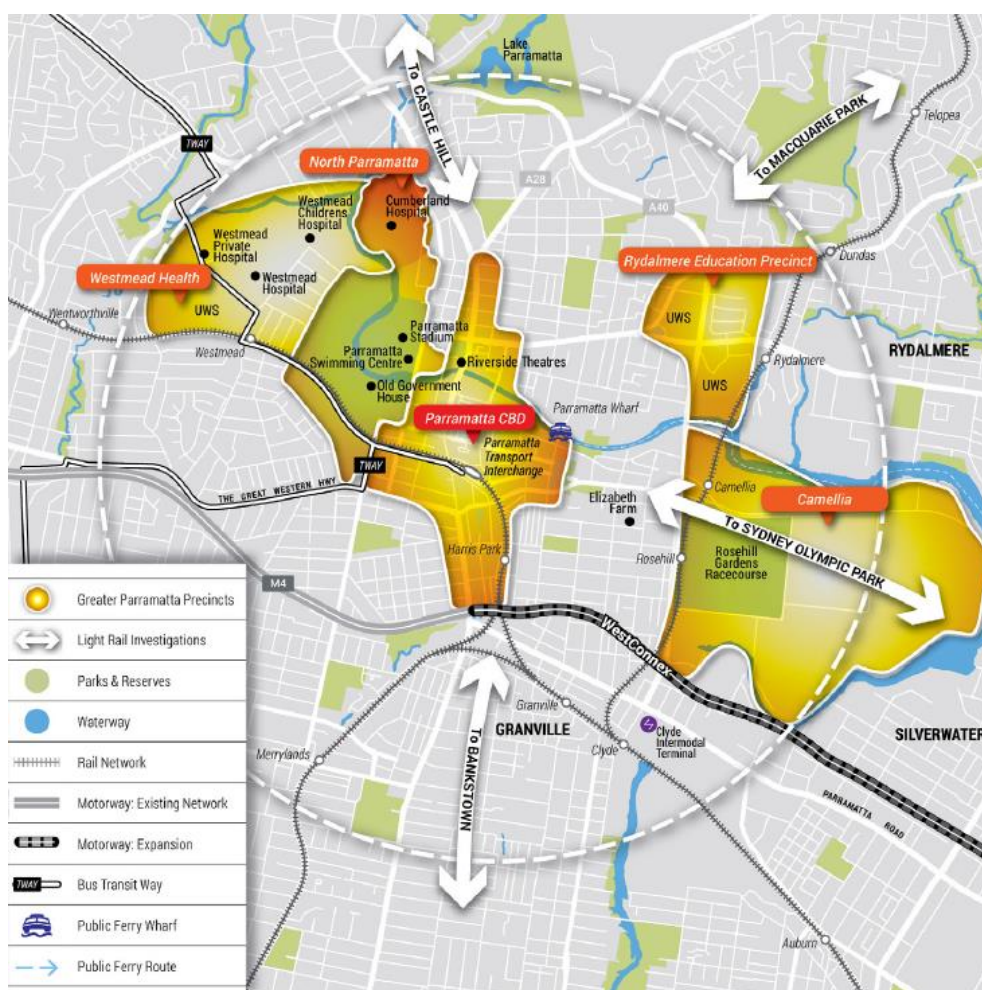 Lake
Parramatta
To CASTLE HILL
To MACQUARIE PARK
Telopea
TWAY
North Parramatta
A28
A40
Westmead
Childrens
Hospital
Cumberland
Hospital
Westmead
Private
Hospital
Westmead
Hospital
Westmead Health
UWS
Rydalmere Education Precinct
Dundas
UWS
Wentworthville
Westmead
Parramatta
Stadium
Parramatta
Swimming Centre
Riverside Theatres
Old Government
House
Rydalmere
RYDALMERE
UWS
Parramatta Wharf
Parramatta CBD
Parramatta
Transport
Interchange
TWAY
THE GREAT WESTERN HWY
Camellia
Camellia
Elizabeth
Farm
To SYDNEY OLYMPIC PARK
Harris Park
Rosehill
Rosehill
Gardens
Racecourse
M4
WestConnex
Granville
GRANVILLE
Clyde
Clyde
Intermodal
Terminal
SILVERWATER
Merrylands
To BANKSTOWN
PARRAMATTA ROAD
Auburn
Greater Parramatta Precincts
Light Rail Investigations
Parks & Reserves
Waterway
Rail Network
Motorway: Existing Network
Motorway: Expansion
TWAY
Bus Transit Way
Public Ferry Wharf
Public Ferry Route